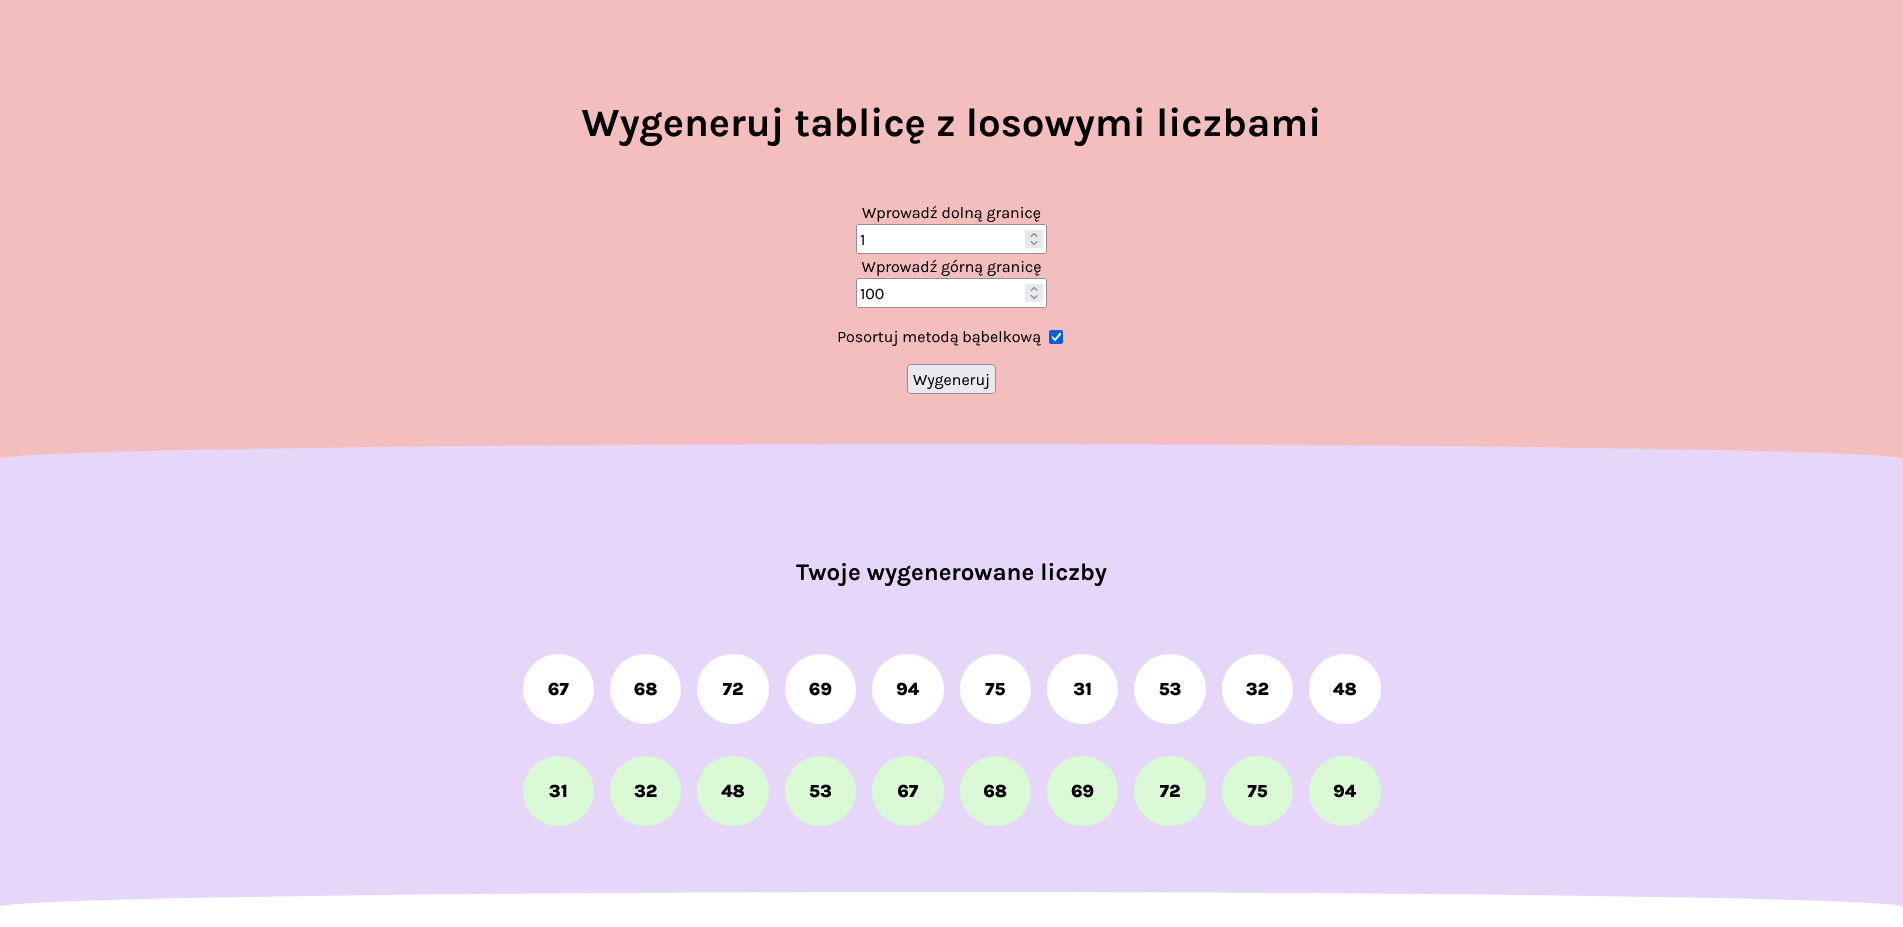 Wygeneruj tablicę z losowymi liczbami
Wprowadź dolną granicę
1
Wprowadź górną granicę
100
Posortuj metodą bąbelkową
Wygeneruj
Twoje wygenerowane liczby
67 68 72 69 94 75 31 53 32 48
31 32 48 53 67 68 69 72 75 94